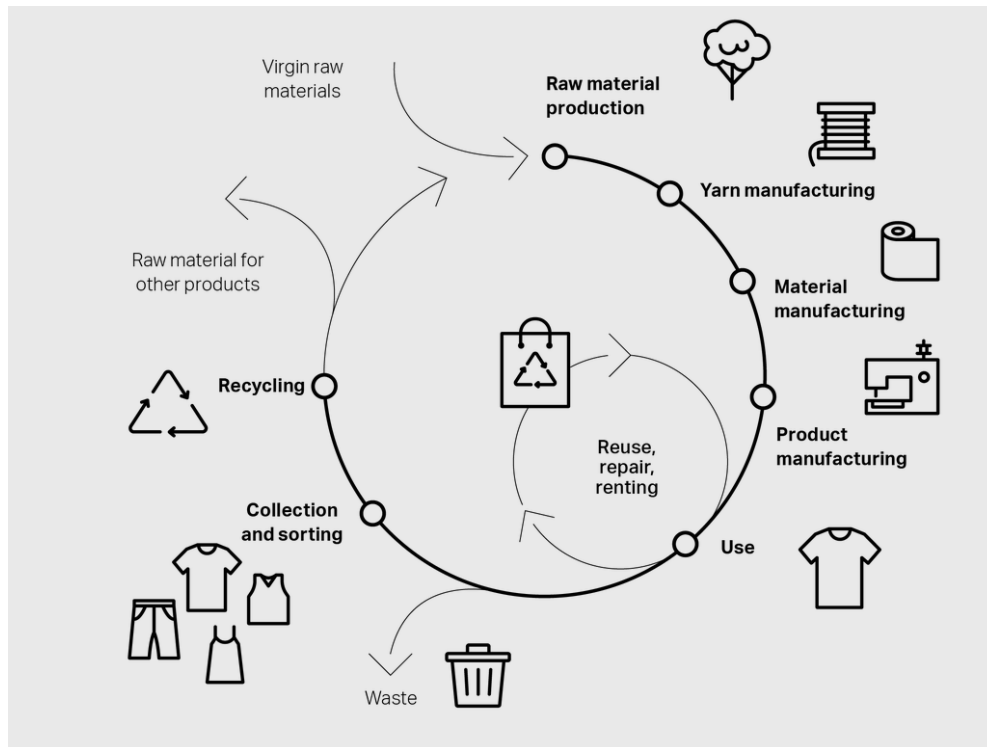 Virgin raw
materials
Raw material
production
Yarn manufacturing
Material
manufacturing
Product
manufacturing
Use
Reuse,
repair,
renting
Waste
Collection
and sorting
Recycling
Raw material for
other products